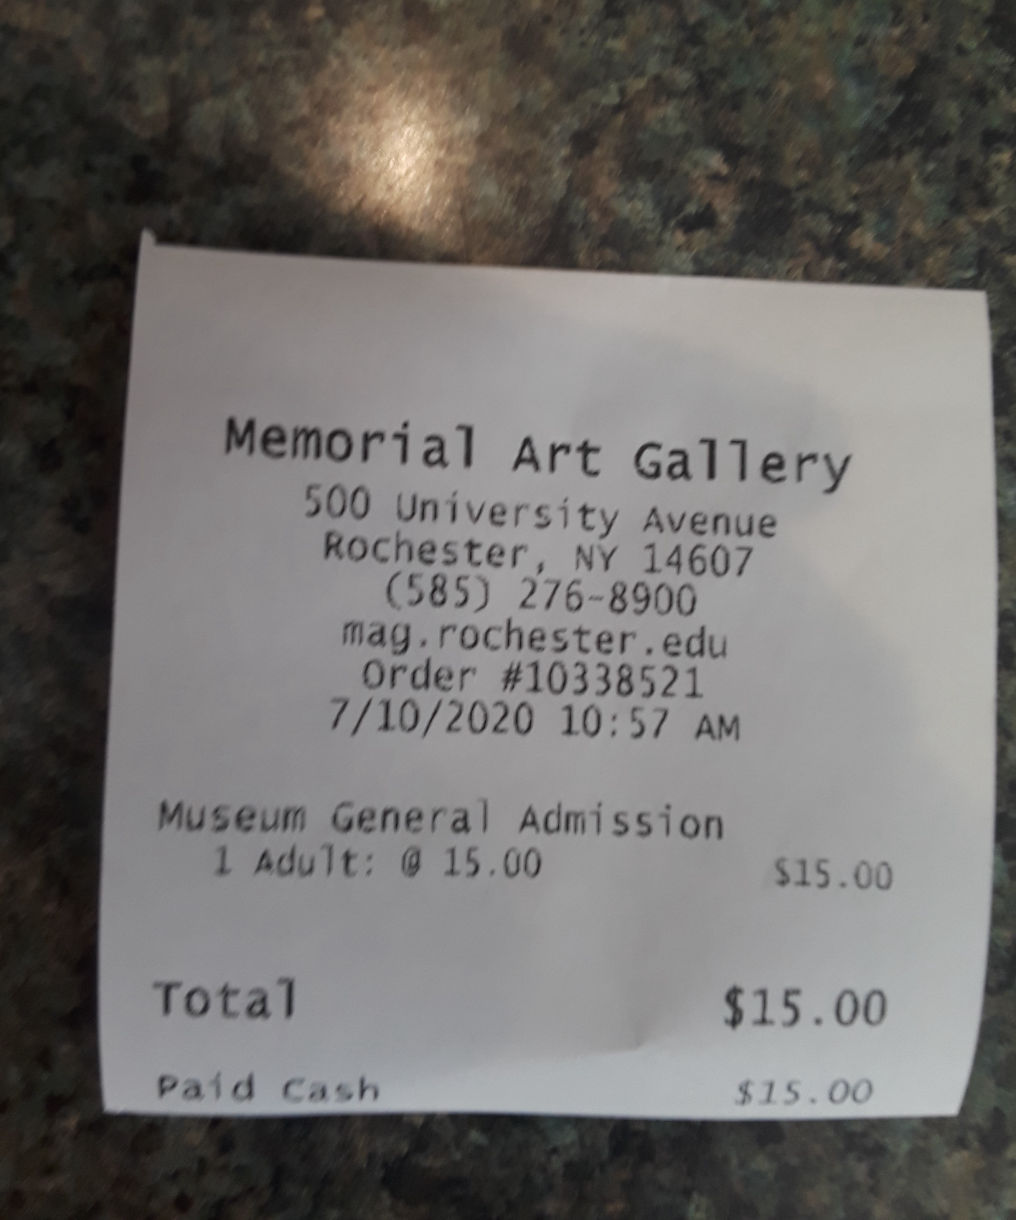 Memorial Art Gallery
500 University Avenue
Rochester, NY 14607
(585) 276-8900
mag.rochester.edu
Order #10338521
7/10/2020 10:57 AM
Museum General Admission
1 Adult: @ 15.00 $15.00
Total $15.00
Paid Cash $15.00